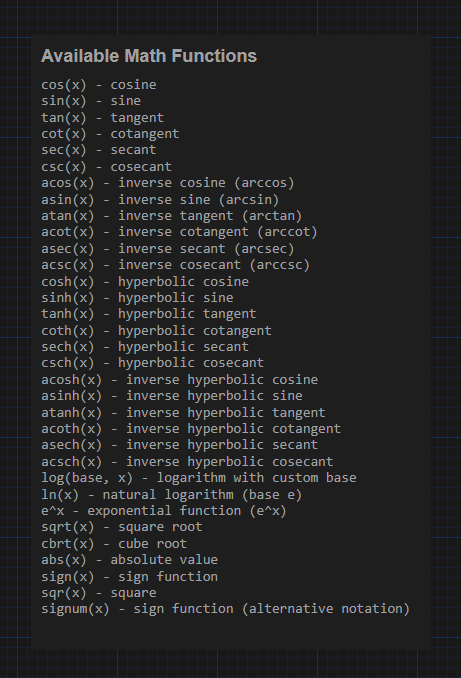 Available Math Functions
cos(x) - cosine
sin(x) - sine
tan(x) - tangent
cot(x) - cotangent
sec(x) - secant
csc(x) - cosecant
acos(x) - inverse cosine (arccos)
asin(x) - inverse sine (arcsin)
atan(x) - inverse tangent (arctan)
acot(x) - inverse cotangent (arccot)
asec(x) - inverse secant (arcsec)
acsc(x) - inverse cosecant (arccsc)
cosh(x) - hyperbolic cosine
sinh(x) - hyperbolic sine
tanh(x) - hyperbolic tangent
coth(x) - hyperbolic cotangent
sech(x) - hyperbolic secant
csch(x) - hyperbolic cosecant
acosh(x) - inverse hyperbolic cosine
asinh(x) - inverse hyperbolic sine
atanh(x) - inverse hyperbolic tangent
acoth(x) - inverse hyperbolic cotangent
asech(x) - inverse hyperbolic secant
acsch(x) - inverse hyperbolic cosecant
log(base, x) - logarithm with custom base
ln(x) - natural logarithm (base e)
e^x - exponential function (e^x)
sqrt(x) - square root
cbrt(x) - cube root
abs(x) - absolute value
sign(x) - sign function
sqr(x) - square
signum(x) - sign function (alternative notation)